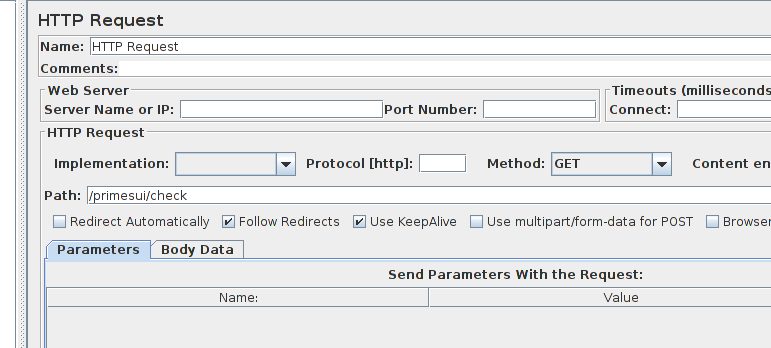 HTTP Request
Name: HTTP Request
Comments:
Web Server Timeouts (milliseconds
Server Name or IP: Port Number: Connect:
HTTP Request
Implementation: Protocol [http]: Method: GET Content en
Path: /primesui/check
Redirect Automatically Follow Redirects Use KeepAlive Use multipart/form-data for POST Browser
Parameters Body Data
Send Parameters With the Request:
Name: Value